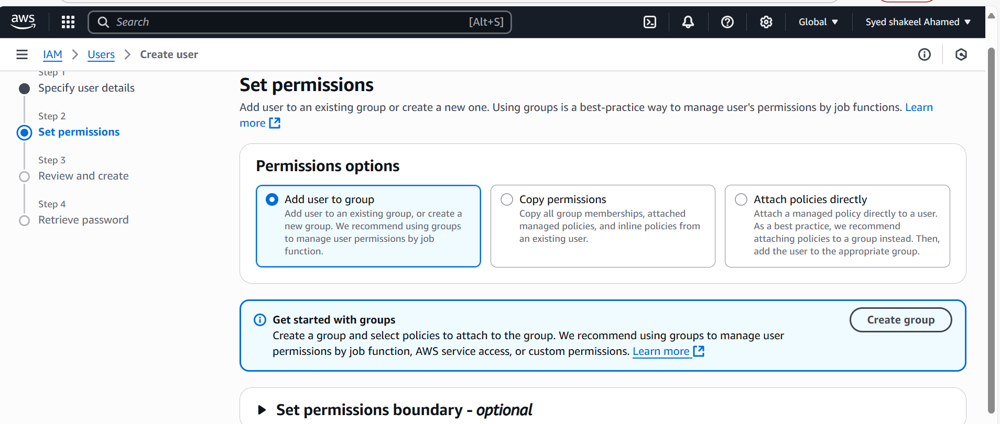 aws
Search
[Alt+S]
Global
Syed shakeel Ahamed
IAM
Users
Create user
Step 1
Specify user details
Step 2
Set permissions
Step 3
Review and create
Step 4
Retrieve password
Set permissions
Add user to an existing group or create a new one. Using groups is a best-practice way to manage user's permissions by job functions. Learn
more
Permissions options
Add user to group
Add user to an existing group, or create a
new group. We recommend using groups
to manage user permissions by job
function.
Copy permissions
Copy all group memberships, attached
managed policies, and inline policies from
an existing user.
Attach policies directly
Attach a managed policy directly to a user.
As a best practice, we recommend
attaching policies to a group instead. Then,
add the user to the appropriate group.
Get started with groups
Create a group and select policies to attach to the group. We recommend using groups to manage user
permissions by job function, AWS service access, or custom permissions. Learn more
Create group
Set permissions boundary - optional